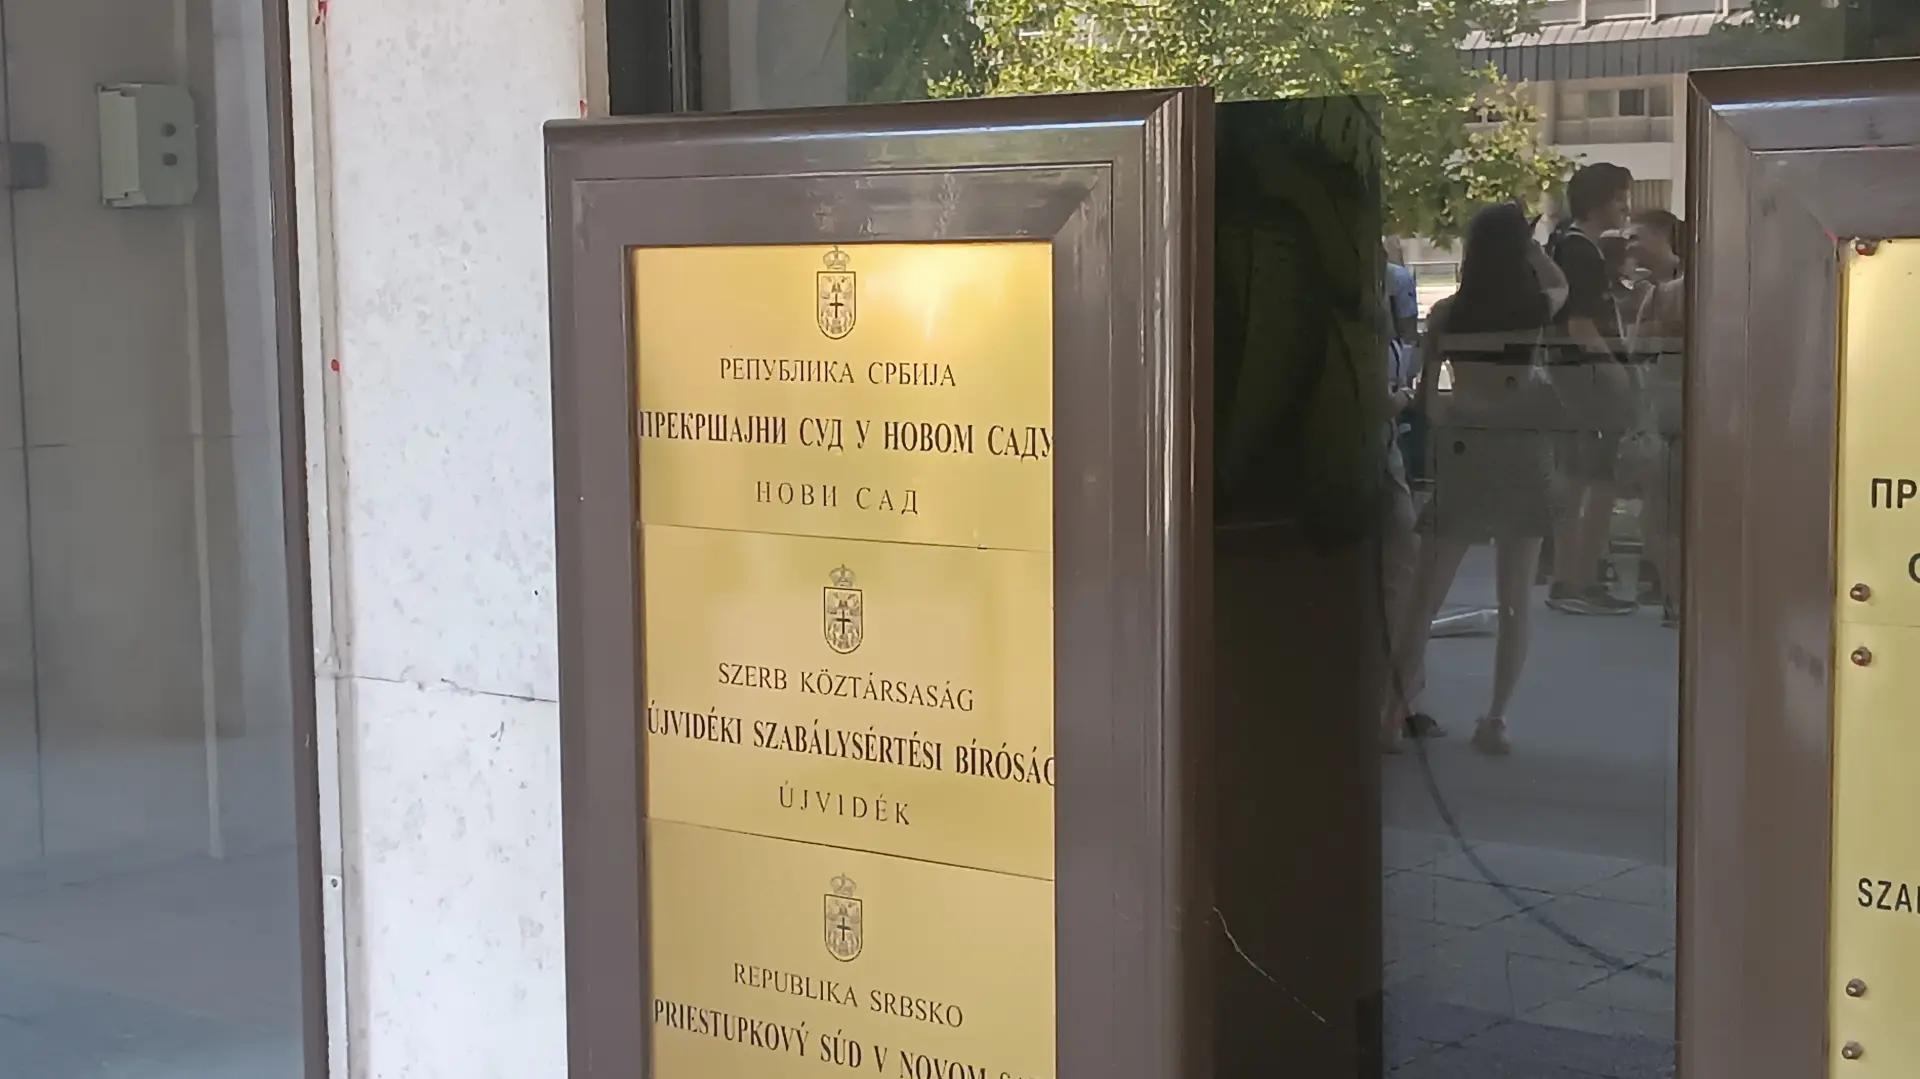 РЕПУБЛИКА СРБИЈА
ПРЕКРШАЈНИ СУД У НОВОМ САДУ
НОВИ САД
SZERB KÖZTÁRSASÁG
ÚJVIDÉKI SZABÁLYSÉRTÉSI BÍRÓSÁG
ÚJVIDÉK
REPUBLIKA SRBSKO
PRIESTUPKOVÝ SÚD V NOVOM